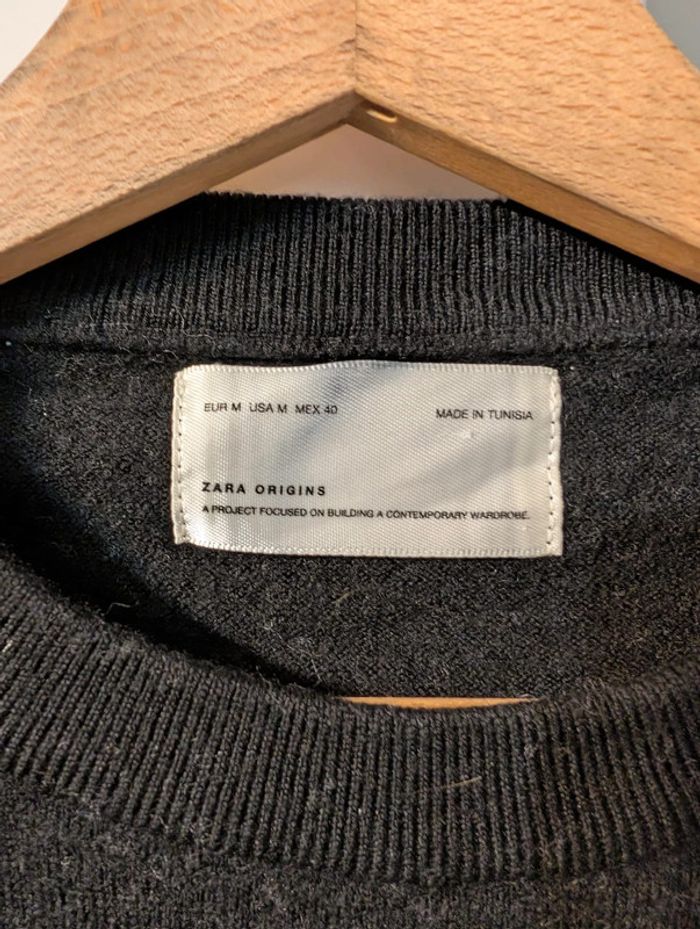 EUR M USA M MEX 40 MADE IN TUNISIA
ZARA ORIGINS
A PROJECT FOCUSED ON BUILDING A CONTEMPORARY WARDROBE.